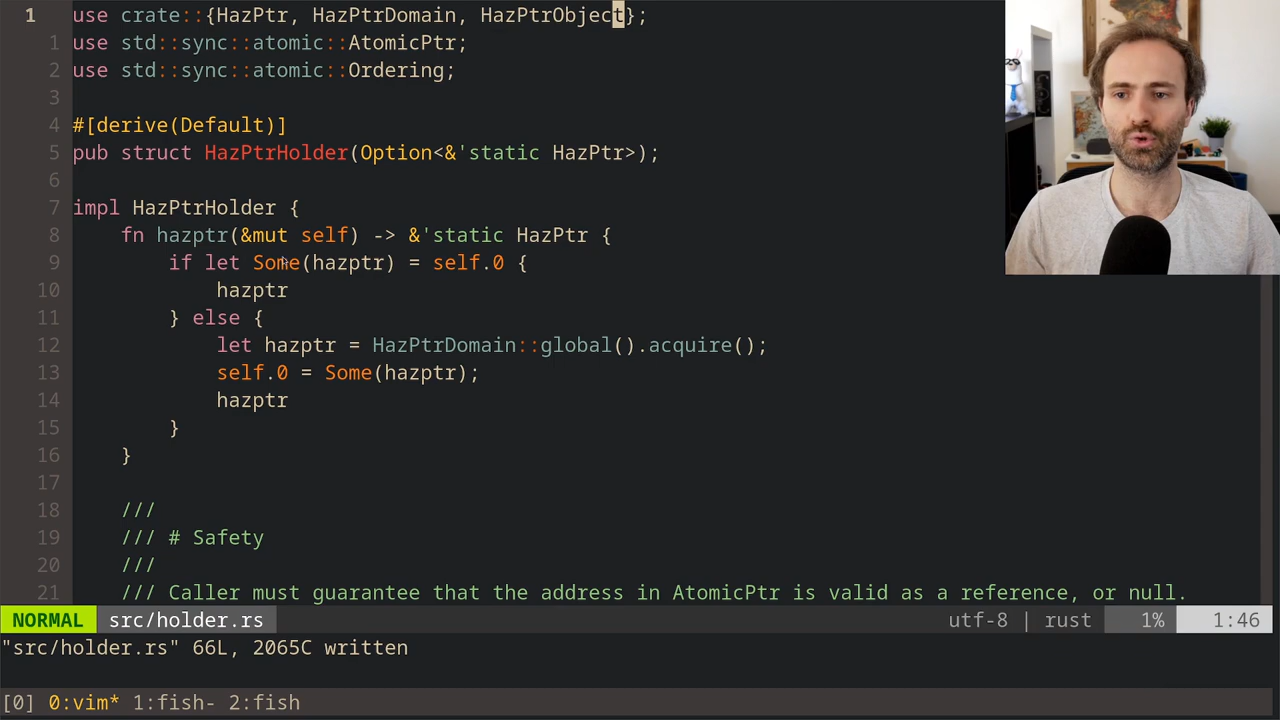 1 use crate::{HazPtr, HazPtrDomain, HazPtrObject};
1 use std::sync::atomic::AtomicPtr;
2 use std::sync::atomic::Ordering;
3
4 #[derive(Default)]
5 pub struct HazPtrHolder(Option<&'static HazPtr>);
6
7 impl HazPtrHolder {
8     fn hazptr(&mut self) -> &'static HazPtr {
9         if let Some(hazptr) = self.0 {
10             hazptr
11         } else {
12             let hazptr = HazPtrDomain::global().acquire();
13             self.0 = Some(hazptr);
14             hazptr
15         }
16     }
17
18     ///
19     /// # Safety
20     ///
21     /// Caller must guarantee that the address in AtomicPtr is valid as a reference, or null.
NORMAL src/holder.rs utf-8 | rust 1% 1:46
"src/holder.rs" 66L, 2065C written
[0] 0:vim* 1:fish- 2:fish